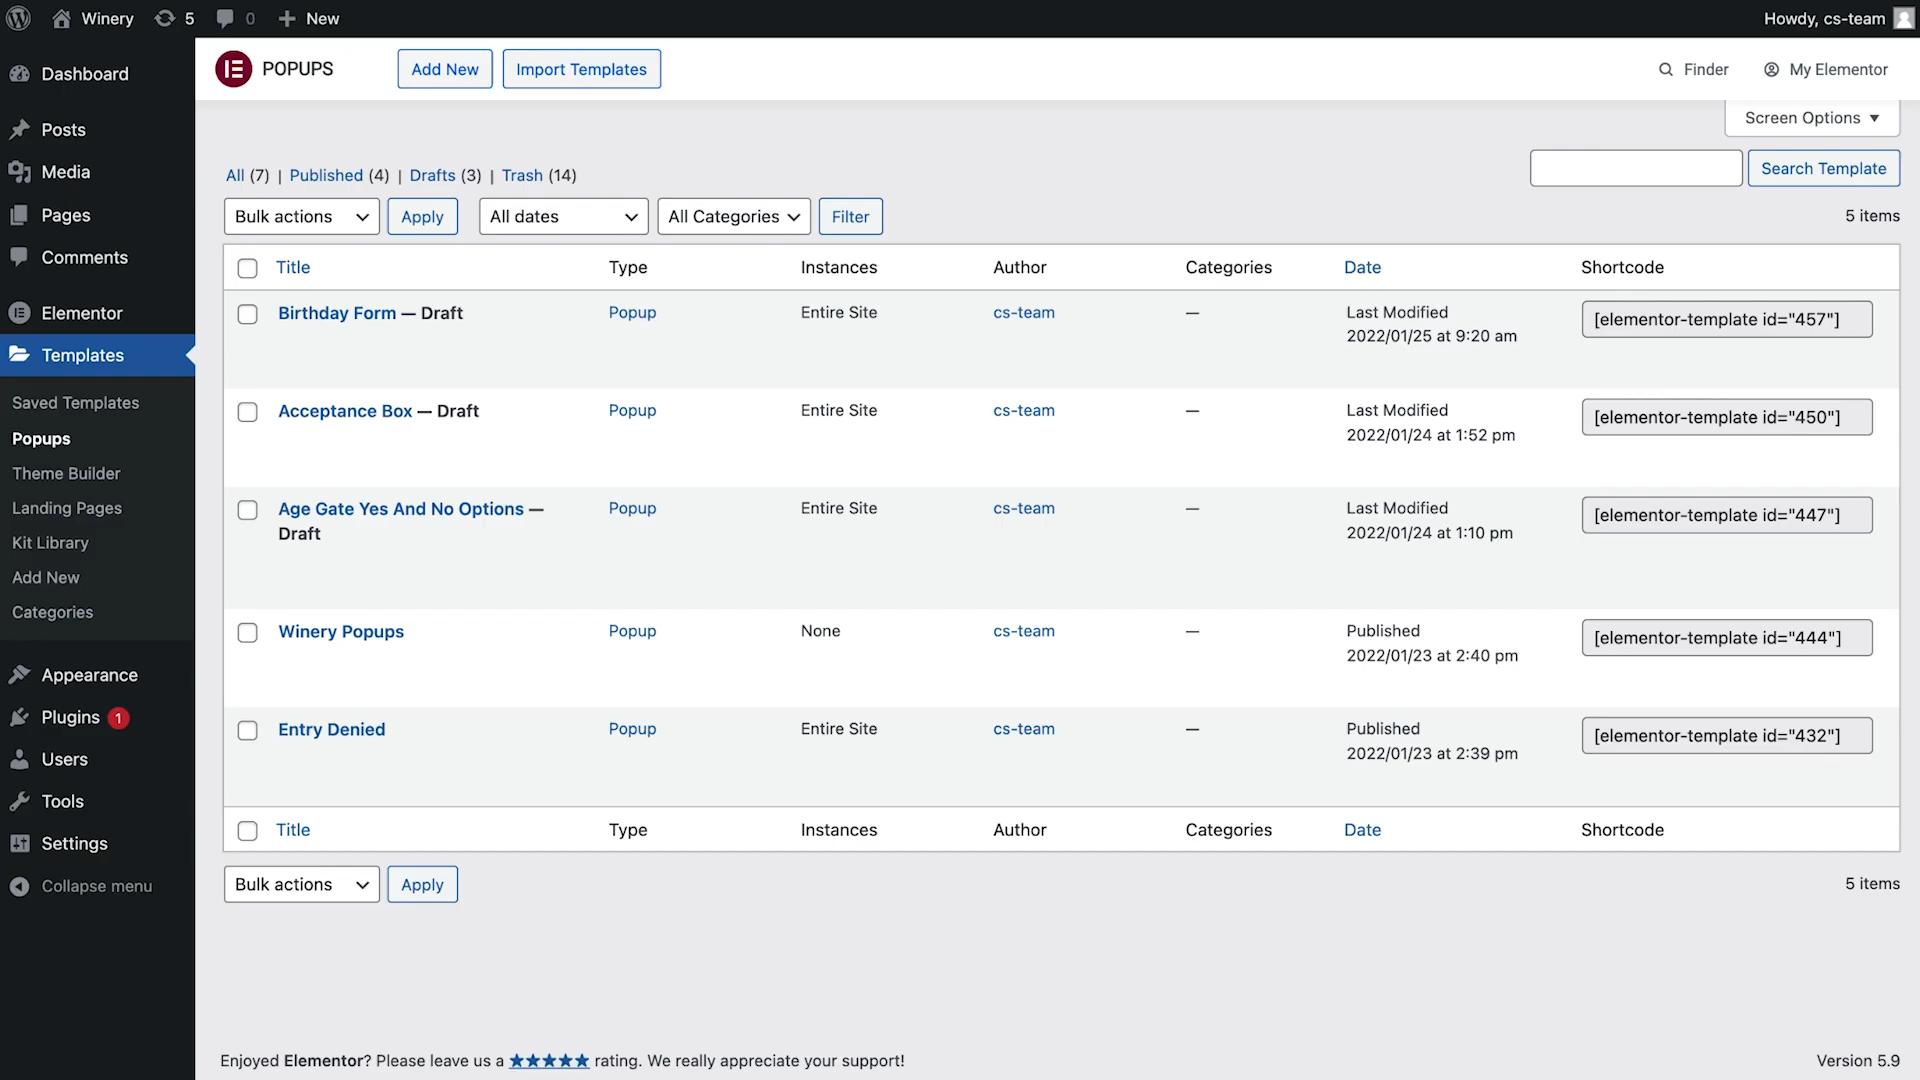 Winery 5 0 New Howdy, cs-team
POPUPS Add New Import Templates Finder My Elementor
Screen Options ▼
Dashboard
Posts
Media
Pages
Comments
Elementor
Templates
Saved Templates
Popups
Theme Builder
Landing Pages
Kit Library
Add New
Categories
Appearance
Plugins 1
Users
Tools
Settings
Collapse menu
All (7) | Published (4) | Drafts (3) | Trash (14)
Search Template
Bulk actions Apply All dates All Categories Filter 5 items
Title Type Instances Author Categories Date Shortcode
Birthday Form — Draft Popup Entire Site cs-team — Last Modified [elementor-template id="457"]
2022/01/25 at 9:20 am
Acceptance Box — Draft Popup Entire Site cs-team — Last Modified [elementor-template id="450"]
2022/01/24 at 1:52 pm
Age Gate Yes And No Options — Popup Entire Site cs-team — Last Modified [elementor-template id="447"]
Draft 2022/01/24 at 1:10 pm
Winery Popups Popup None cs-team — Published [elementor-template id="444"]
2022/01/23 at 2:40 pm
Entry Denied Popup Entire Site cs-team — Published [elementor-template id="432"]
2022/01/23 at 2:39 pm
Title Type Instances Author Categories Date Shortcode
Bulk actions Apply 5 items
Enjoyed Elementor? Please leave us a ★★★★★ rating. We really appreciate your support! Version 5.9